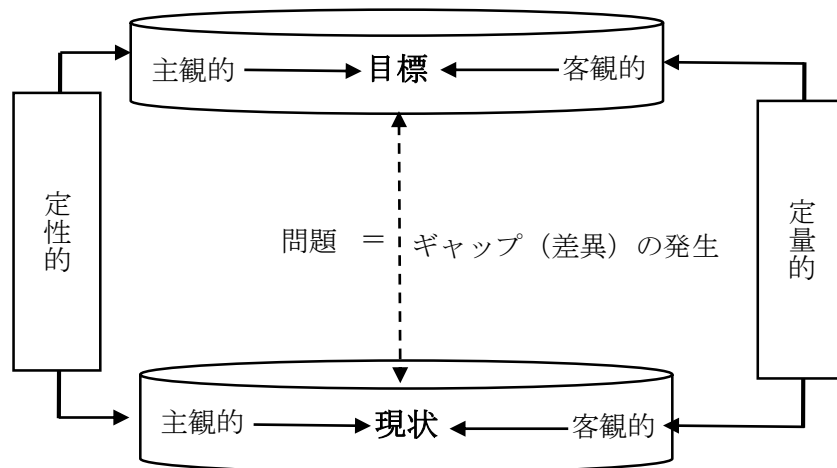 主観的 目標 客観的
定性的
定量的
問題 = ギャップ（差異）の発生
主観的 現状 客観的